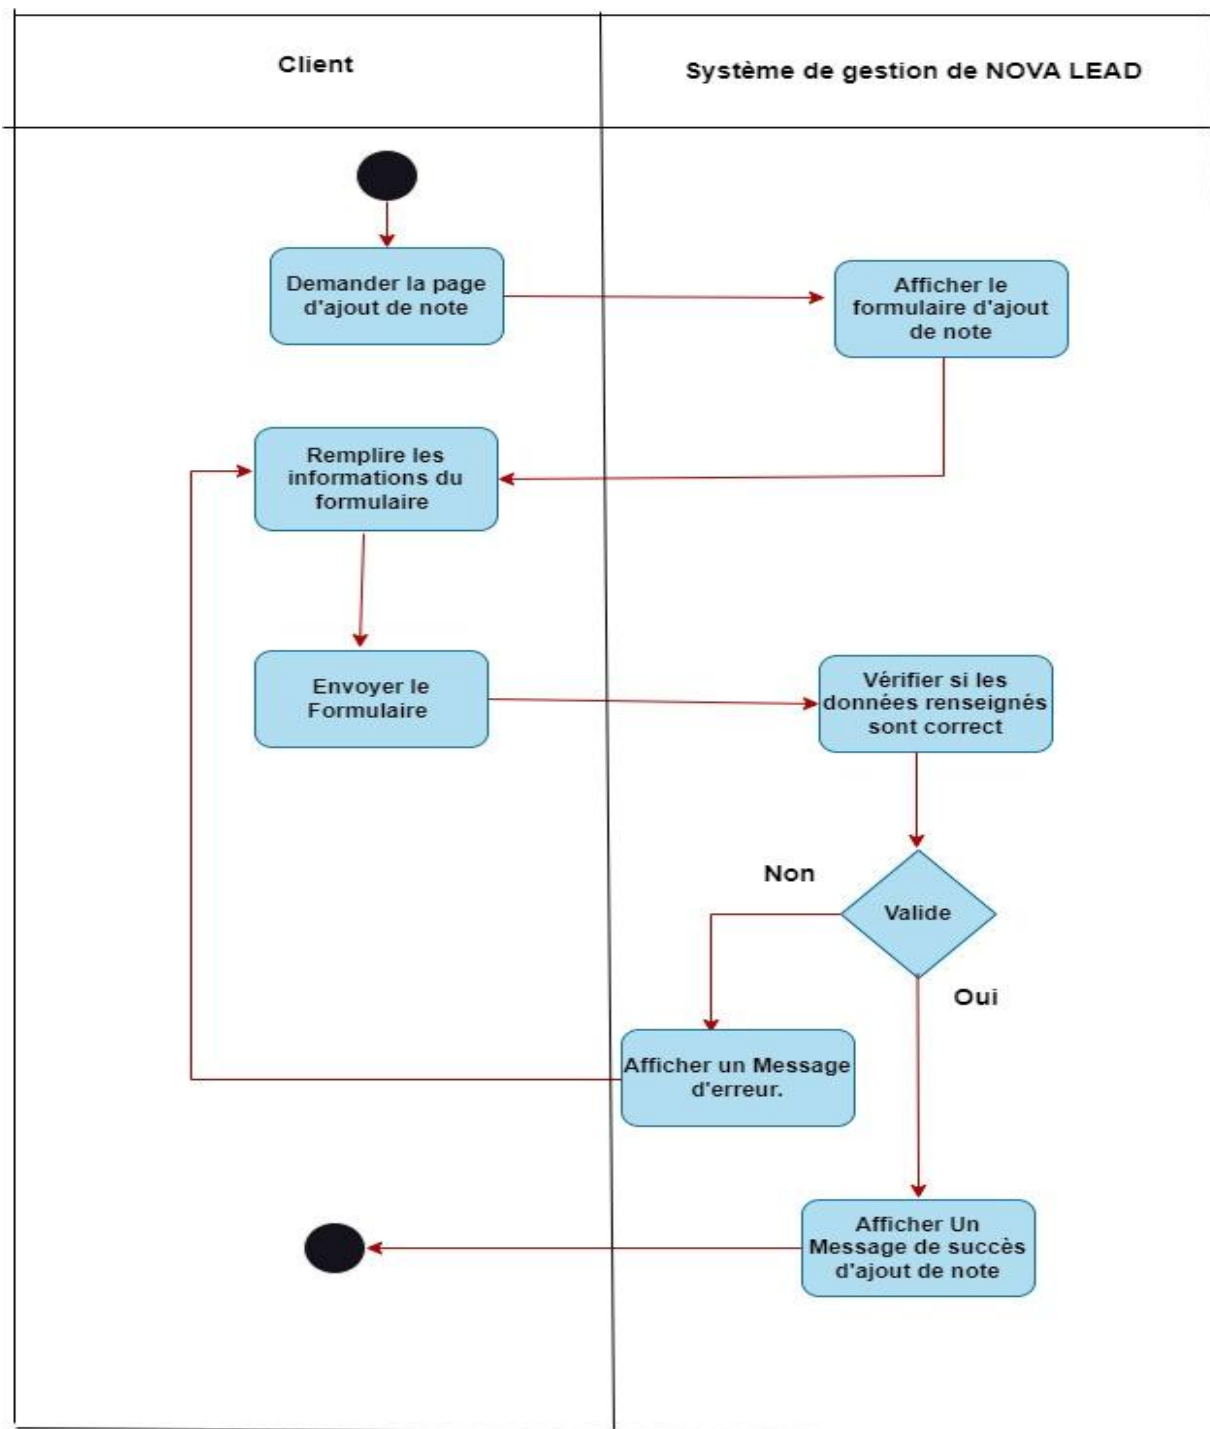 Client
Système de gestion de NOVA LEAD
Demander la page
d'ajout de note
Afficher le
formulaire d'ajout
de note
Remplire les
informations du
formulaire
Envoyer le
Formulaire
Vérifier si les
données renseignés
sont correct
Non
Valide
Oui
Afficher un Message
d'erreur.
Afficher Un
Message de succès
d'ajout de note